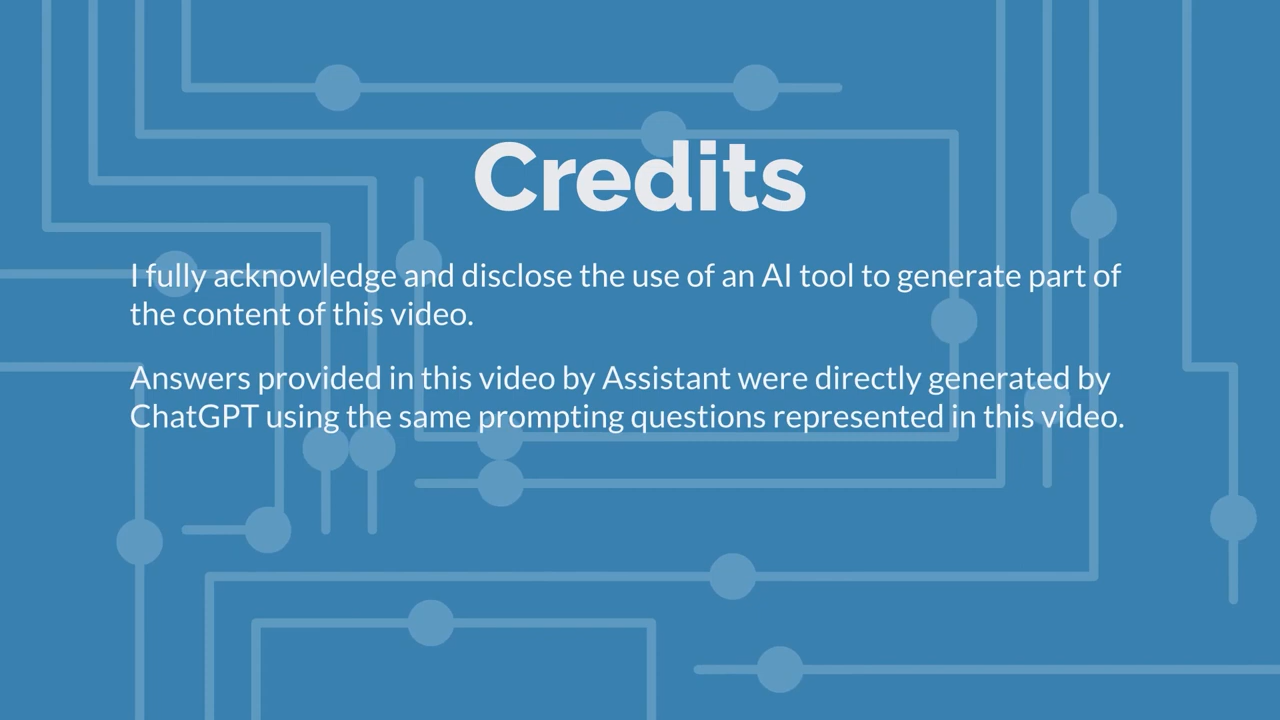 Credits
I fully acknowledge and disclose the use of an AI tool to generate part of
the content of this video.
Answers provided in this video by Assistant were directly generated by
ChatGPT using the same prompting questions represented in this video.